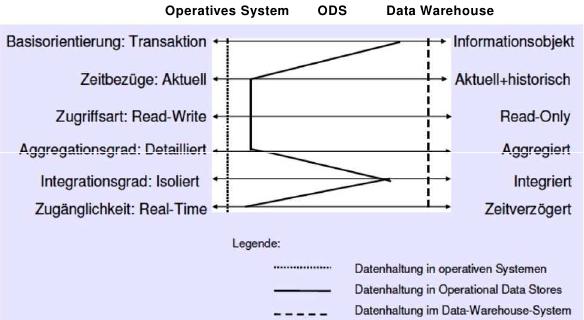 Operatives System ODS Data Warehouse
Basisorientierung: Transaktion Informationsobjekt
Zeitbezüge: Aktuell Aktuell+historisch
Zugriffsart: Read-Write Read-Only
Aggregationsgrad: Detailliert Aggregiert
Integrationsgrad: Isoliert Integriert
Zugänglichkeit: Real-Time Zeitverzögert
Legende:
Datenhaltung in operativen Systemen
Datenhaltung in Operational Data Stores
Datenhaltung im Data-Warehouse-System